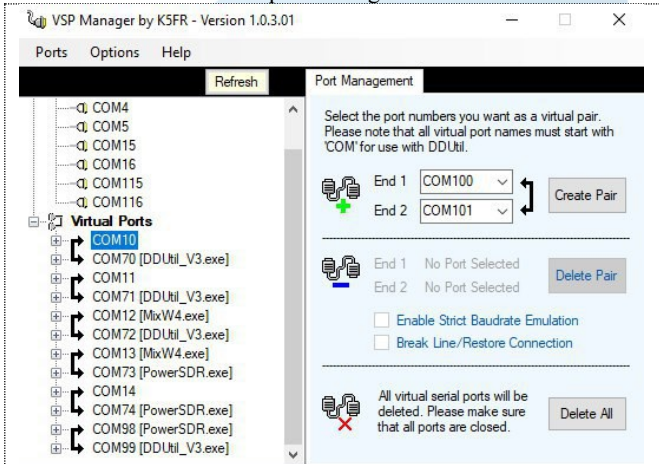 VSP Manager by K5FR - Version 1.0.3.01
Ports Options Help
Refresh
COM4
COM5
COM15
COM16
COM115
COM116
Virtual Ports
COM10
COM70 [DDUtil_V3.exe]
COM11
COM71 [DDUtil_V3.exe]
COM12 [MixW4.exe]
COM72 [DDUtil_V3.exe]
COM13 [MixW4.exe]
COM73 [PowerSDR.exe]
COM14
COM74 [PowerSDR.exe]
COM98 [PowerSDR.exe]
COM99 [DDUtil_V3.exe]
Port Management
Select the port numbers you want as a virtual pair.
Please note that all virtual port names must start with
'COM' for use with DDUtil.
End 1 COM100
End 2 COM101
Create Pair
End 1 No Port Selected
End 2 No Port Selected
Delete Pair
Enable Strict Baudrate Emulation
Break Line/Restore Connection
All virtual serial ports will be
deleted. Please make sure
that all ports are closed.
Delete All